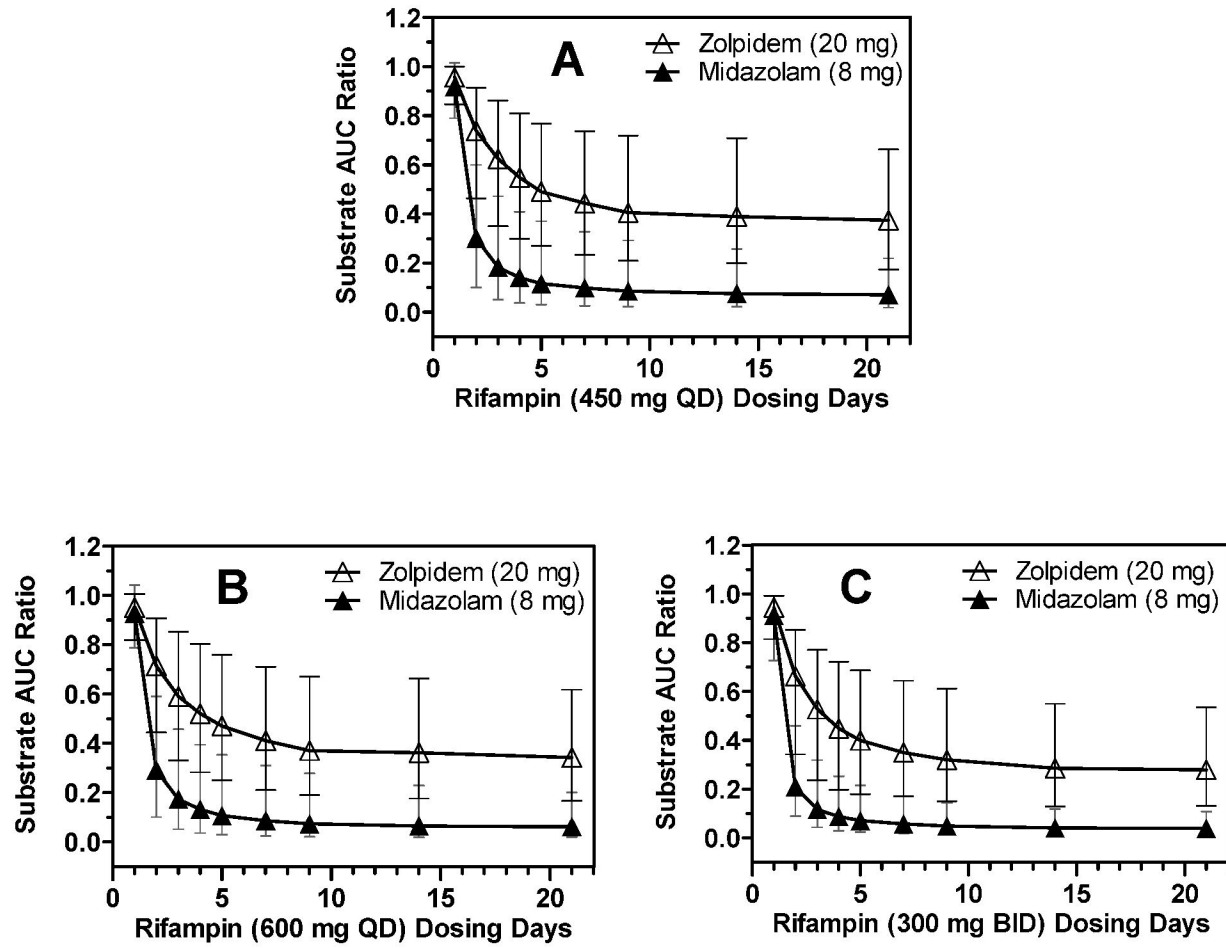 A
Zolpidem (20 mg)
Midazolam (8 mg)
Substrate AUC Ratio
1.2
1.0
0.8
0.6
0.4
0.2
0.0
0 5 10 15 20
Rifampin (450 mg QD) Dosing Days
B
Zolpidem (20 mg)
Midazolam (8 mg)
Substrate AUC Ratio
1.2
1.0
0.8
0.6
0.4
0.2
0.0
0 5 10 15 20
Rifampin (600 mg QD) Dosing Days
C
Zolpidem (20 mg)
Midazolam (8 mg)
Substrate AUC Ratio
1.2
1.0
0.8
0.6
0.4
0.2
0.0
0 5 10 15 20
Rifampin (300 mg BID) Dosing Days